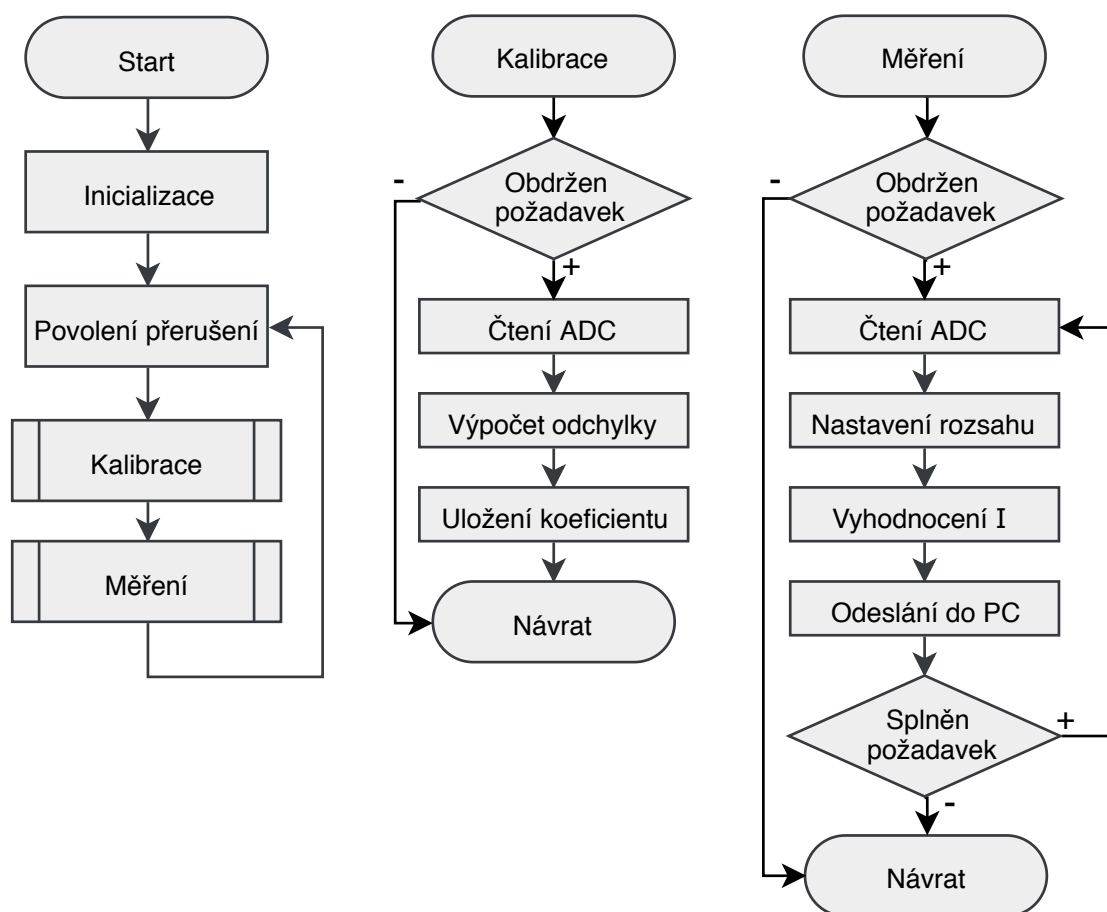 Start
Inicializace
Povolení přerušení
Kalibrace
Měření
Kalibrace
Obdržen
požadavek
-
+
Čtení ADC
Výpočet odchylky
Uložení koeficientu
Návrat
Měření
Obdržen
požadavek
-
+
Čtení ADC
Nastavení rozsahu
Vyhodnocení I
Odeslání do PC
Splněn
požadavek
+
-
Návrat